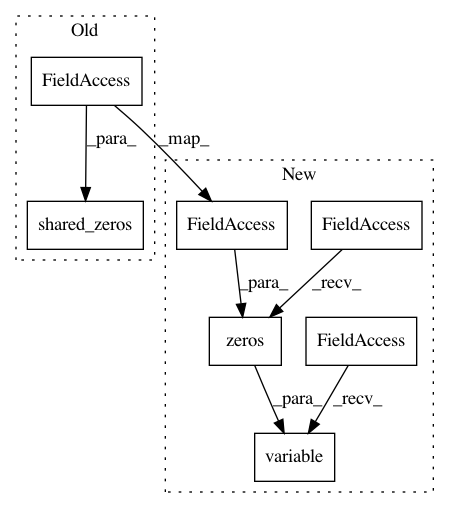 Old
FieldAccess
_para_
_map_
New
shared_zeros
FieldAccess
FieldAccess
_para_
_recv_
zeros
FieldAccess
_para_
_recv_
variable